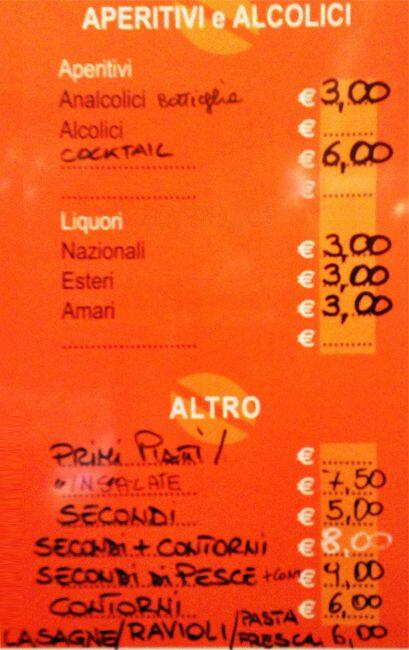 APERITIVI e ALCOLICI
Aperitivi
Analcolici Bottiglia € 3,00
Alcolici €
COCKTAIL € 6,00
€
Liquori
Nazionali € 3,00
Esteri € 3,00
Amari € 3,00
€
ALTRO
PRIMI PIATTI / €
INSALATE € 7,50
SECONDI € 5,00
SECONDI + CONTORNI € 8,00
SECONDI DI PESCE + CONT € 9,00
CONTORNI € 6,00
LASAGNE / RAVIOLI / PASTA FRESCA 6,00